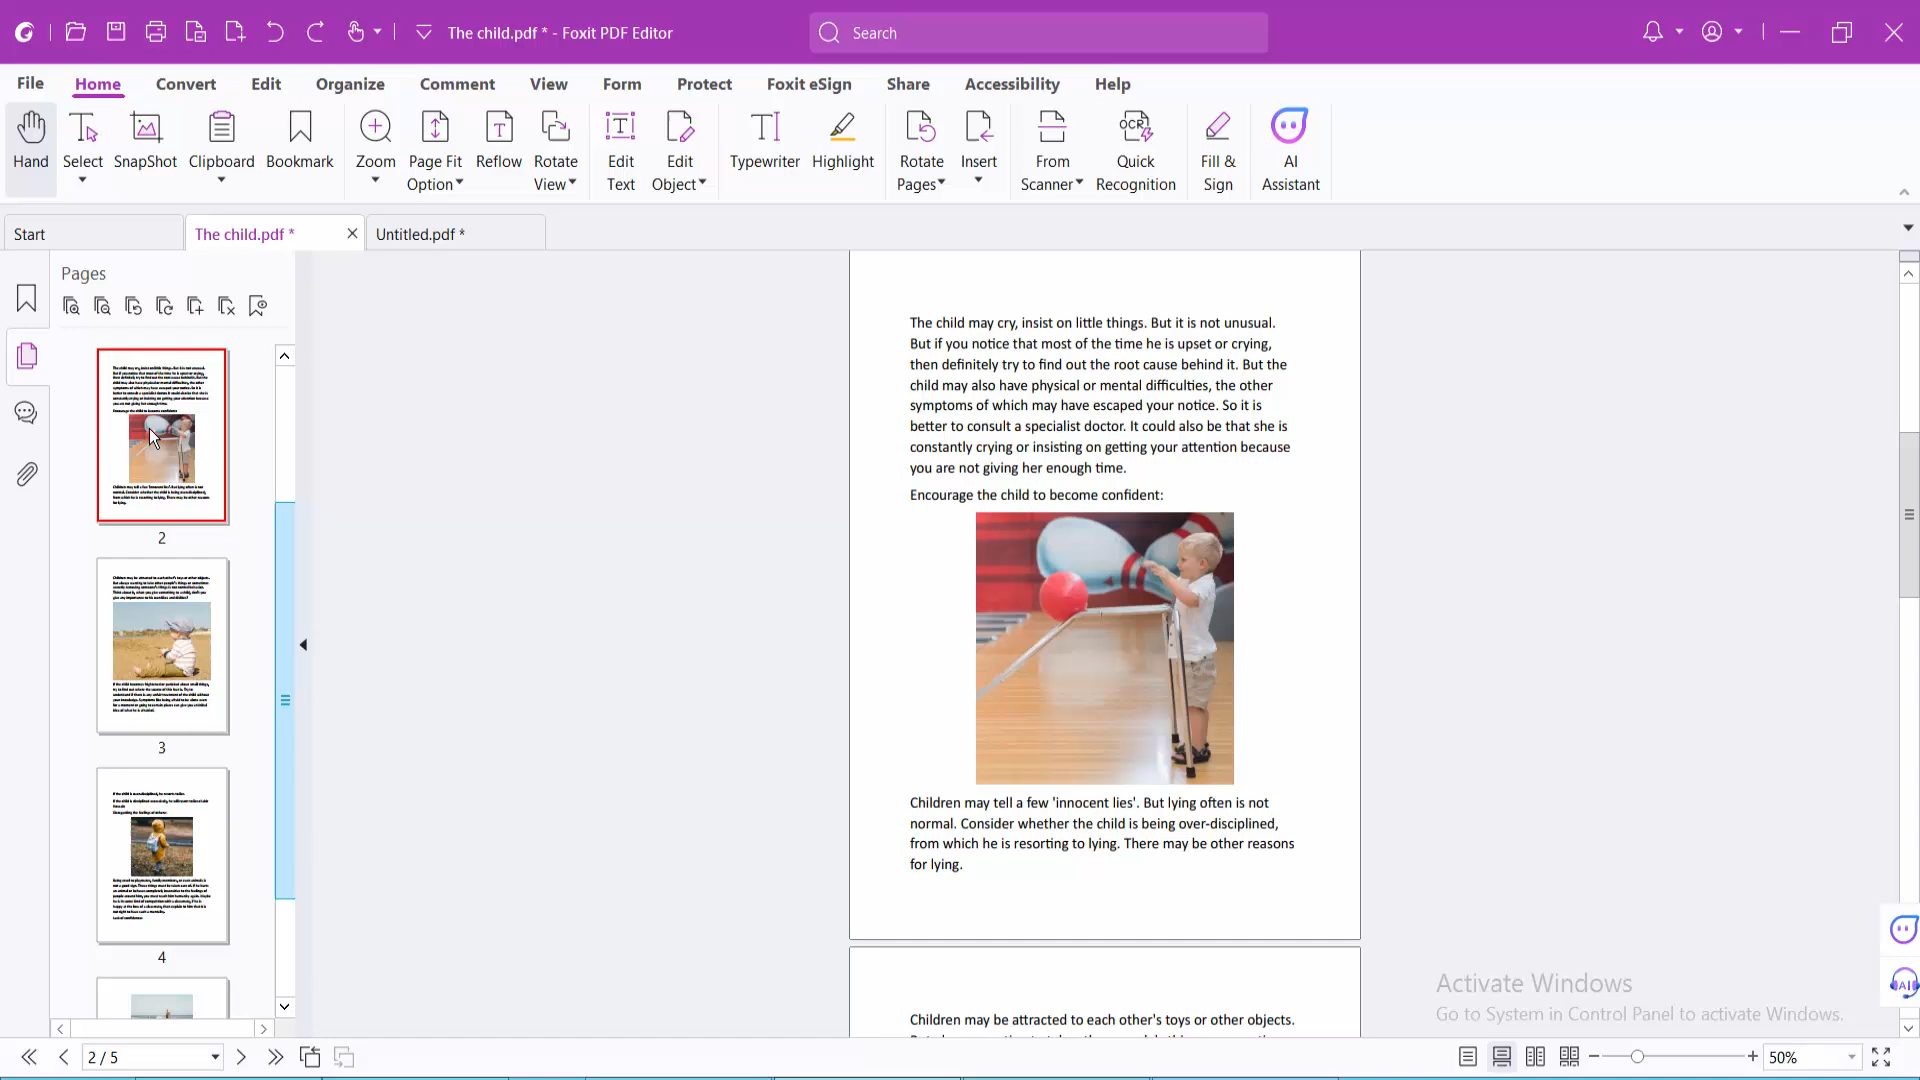 The child.pdf * - Foxit PDF Editor
Search
File
Home
Convert
Edit
Organize
Comment
View
Form
Protect
Foxit eSign
Share
Accessibility
Help
Hand
Select
SnapShot
Clipboard
Bookmark
Zoom
Page Fit
Option
Reflow
Rotate
View
Edit
Text
Edit
Object
Typewriter
Highlight
Rotate
Pages
Insert
From
Scanner
OCR
Quick
Recognition
Fill &
Sign
AI
Assistant
Start
The child.pdf *
Untitled.pdf *
Pages
2
3
4
The child may cry, insist on little things. But it is not unusual.
But if you notice that most of the time he is upset or crying,
then definitely try to find out the root cause behind it. But the
child may also have physical or mental difficulties, the other
symptoms of which may have escaped your notice. So it is
better to consult a specialist doctor. It could also be that she is
constantly crying or insisting on getting your attention because
you are not giving her enough time.
Encourage the child to become confident:
Children may tell a few 'innocent lies'. But lying often is not
normal. Consider whether the child is being over-disciplined,
from which he is resorting to lying. There may be other reasons
for lying.
Children may be attracted to each other's toys or other objects.
AI
Activate Windows
Go to System in Control Panel to activate Windows.
2 / 5
50%